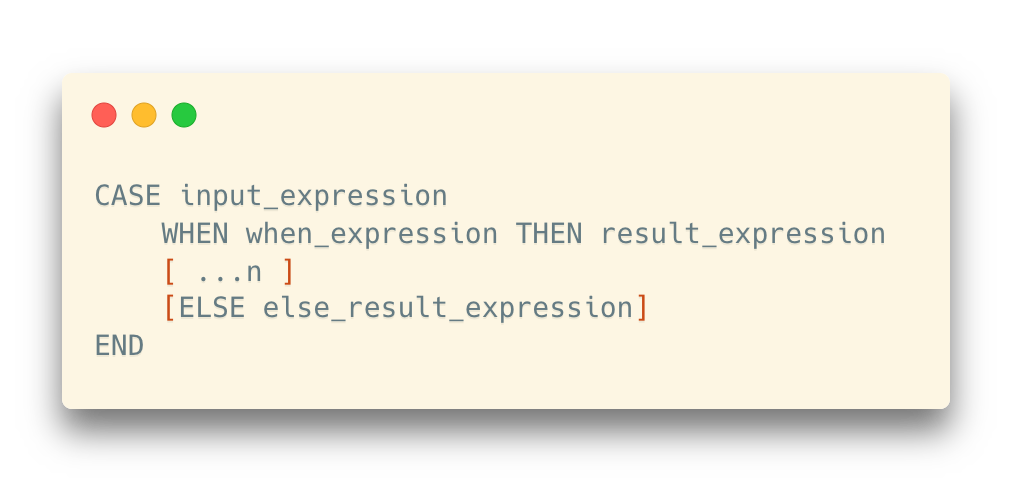 CASE input_expression
WHEN when_expression THEN result_expression
[ ...n ]
[ELSE else_result_expression]
END